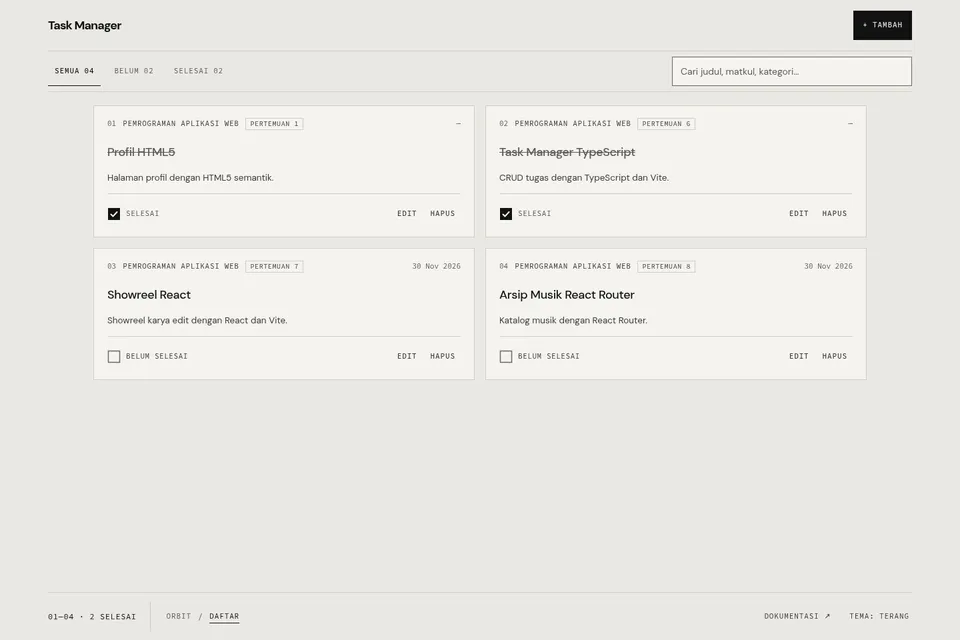 Task Manager
+ TAMBAH
SEMUA 04 BELUM 02 SELESAI 02
Cari judul, matkul, kategori...
01 PEMROGRAMAN APLIKASI WEB PERTEMUAN 1 —
Profil HTML5
Halaman profil dengan HTML5 semantik.
SELESAI EDIT HAPUS
02 PEMROGRAMAN APLIKASI WEB PERTEMUAN 6 —
Task Manager TypeScript
CRUD tugas dengan TypeScript dan Vite.
SELESAI EDIT HAPUS
03 PEMROGRAMAN APLIKASI WEB PERTEMUAN 7 30 Nov 2026
Showreel React
Showreel karya edit dengan React dan Vite.
BELUM SELESAI EDIT HAPUS
04 PEMROGRAMAN APLIKASI WEB PERTEMUAN 8 30 Nov 2026
Arsip Musik React Router
Katalog musik dengan React Router.
BELUM SELESAI EDIT HAPUS
01—04 · 2 SELESAI ORBIT / DAFTAR DOKUMENTASI ↗ TEMA: TERANG